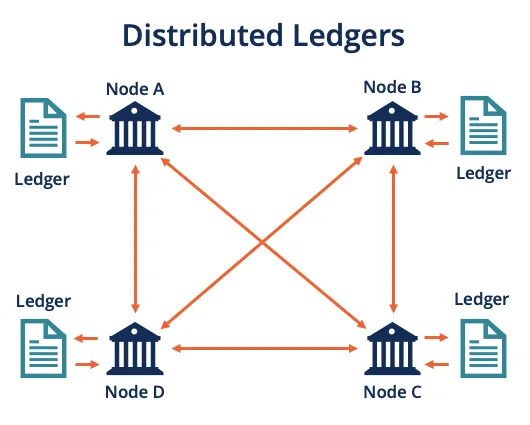 Distributed Ledgers
Node A
Node B
Ledger
Ledger
Ledger
Ledger
Node D
Node C